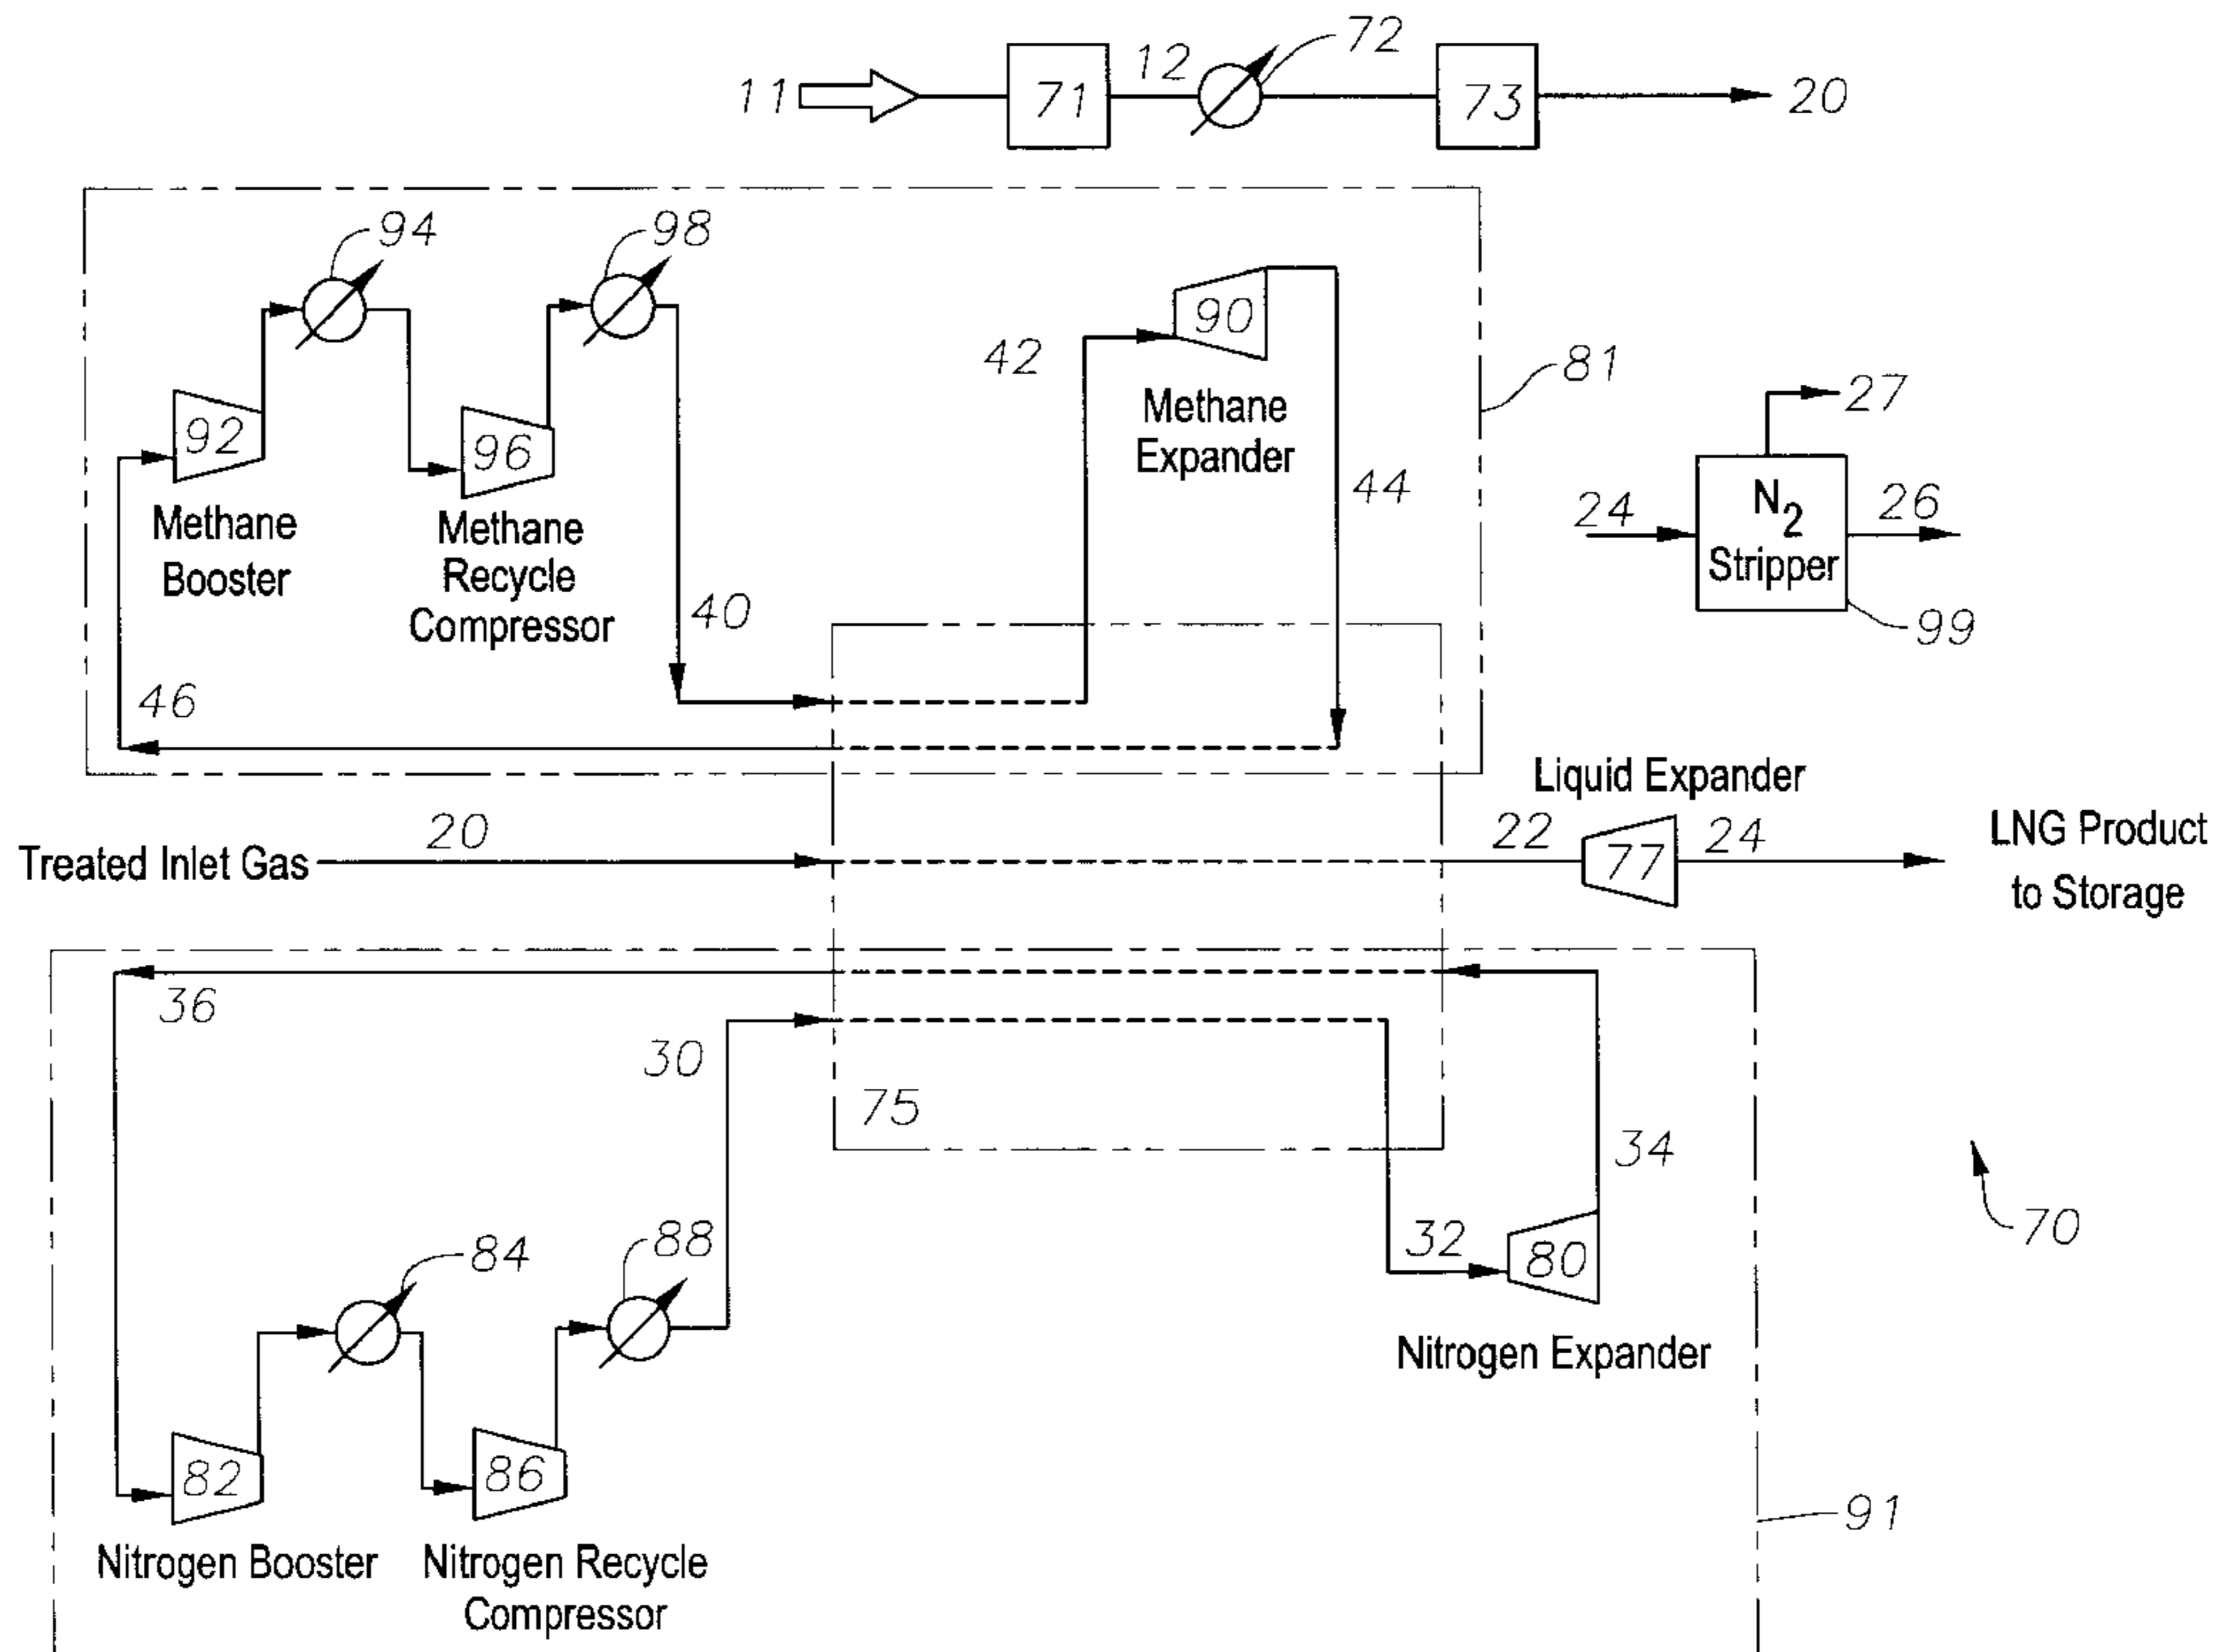 11
71
12
72
73
20
94
98
90
42
Methane
Expander
81
27
92
96
44
24
N2
Stripper
26
99
Methane
Booster
Methane
Recycle
Compressor
40
46
Liquid Expander
Treated Inlet Gas
20
22
77
24
LNG Product
to Storage
36
30
75
34
70
84
88
32
80
Nitrogen Expander
82
86
91
Nitrogen Booster
Nitrogen Recycle
Compressor